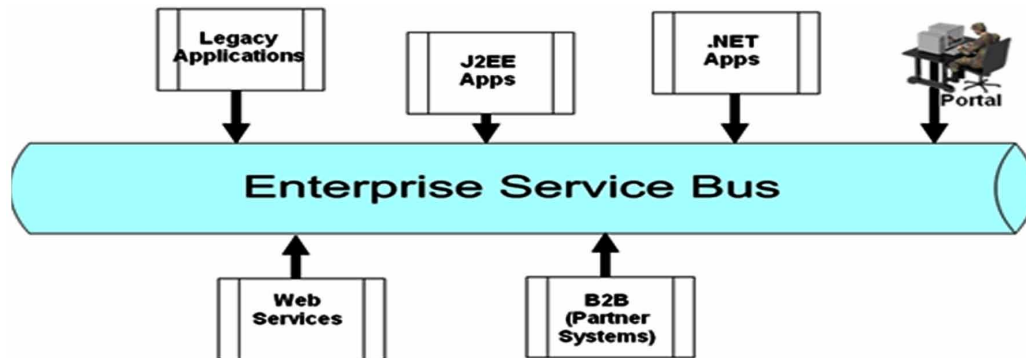 Legacy
Applications
J2EE
Apps
.NET
Apps
Portal
Enterprise Service Bus
Web
Services
B2B
(Partner
Systems)